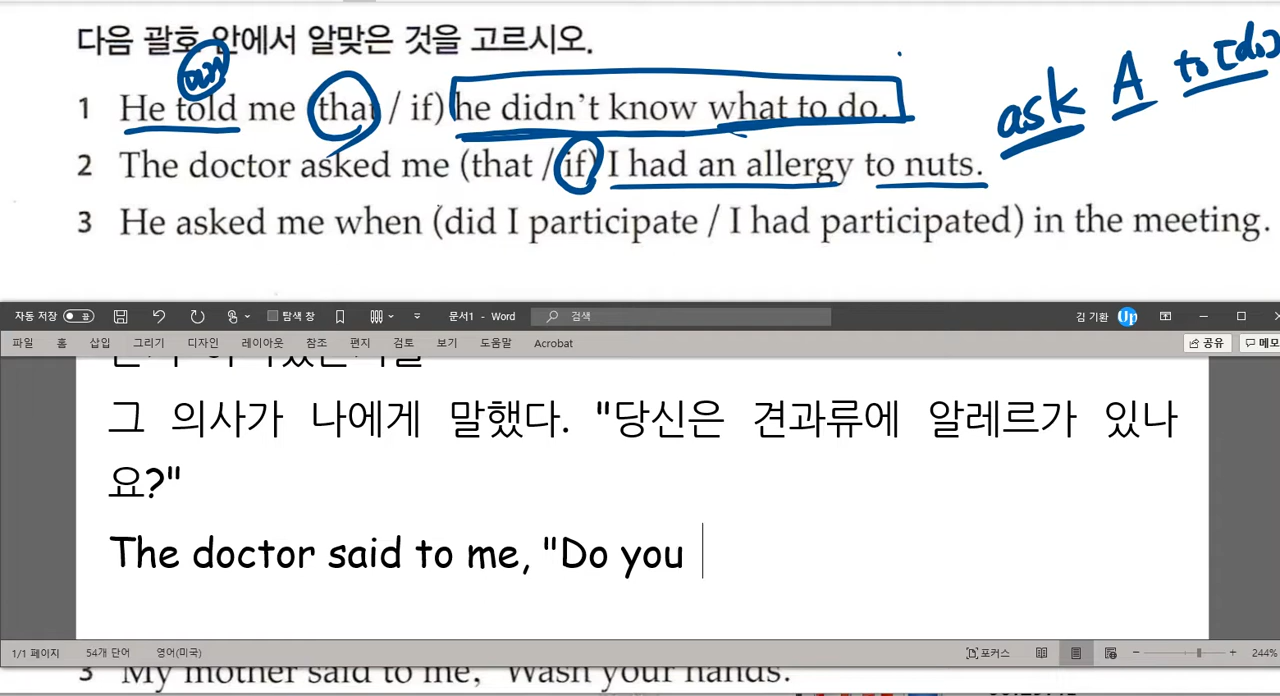 다음 괄호 안에서 알맞은 것을 고르시오.
1 He told me (that / if) he didn't know what to do.
ask A to [do]
2 The doctor asked me (that / if) I had an allergy to nuts.
3 He asked me when (did I participate / I had participated) in the meeting.
자동 저장 끔 탐색 창 문서1 - Word 검색 김 기환
파일 홈 삽입 그리기 디자인 레이아웃 참조 편지 검토 보기 도움말 Acrobat 공유 메모
그 의사가 나에게 말했다. "당신은 견과류에 알레르가 있나
요?"
The doctor said to me, "Do you
1/1 페이지 54개 단어 영어(미국) 포커스 244%
3 My mother said to me, "Wash your hands."